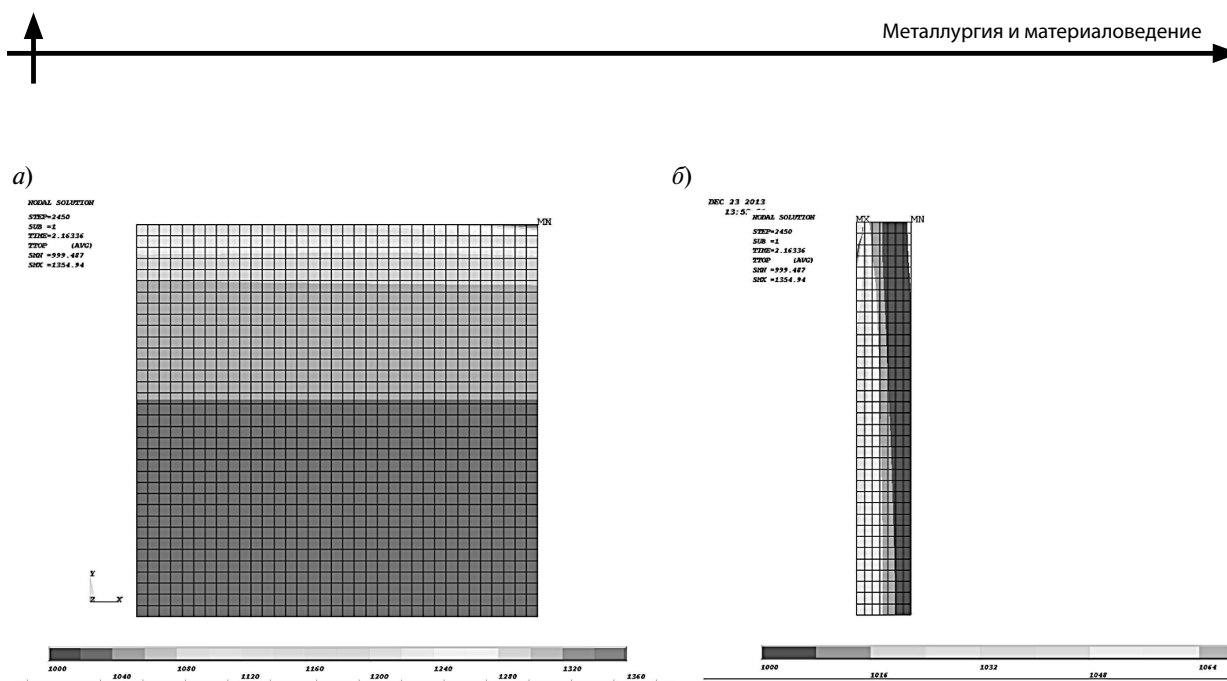 Металлургия и материаловедение
а)
NODAL SOLUTION
STEP=2450
SUB =1
TIME=2.16336
TTOP (AVG)
SMN =999.487
SMX =1354.94
MN
Y
Z X
1000 1080 1160 1240 1320
1040 1120 1200 1280 1360
б)
DEC 23 2013
NODAL SOLUTION
STEP=2450
SUB =1
TIME=2.16336
TTOP (AVG)
SMN =999.487
SMX =1354.94
MX MN
1000 1032 1064
1016 1048